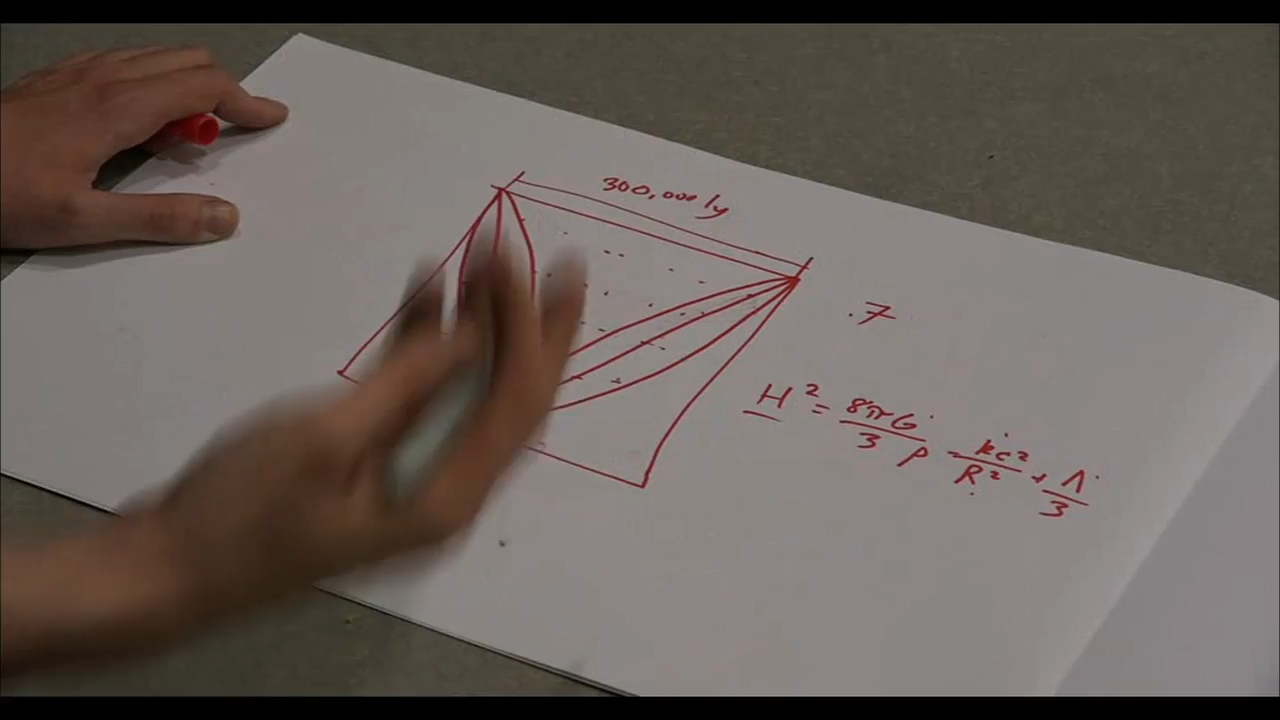 300,000 ly
.7
H² = 8πG/3 ρ - kc²/R² + Λ/3